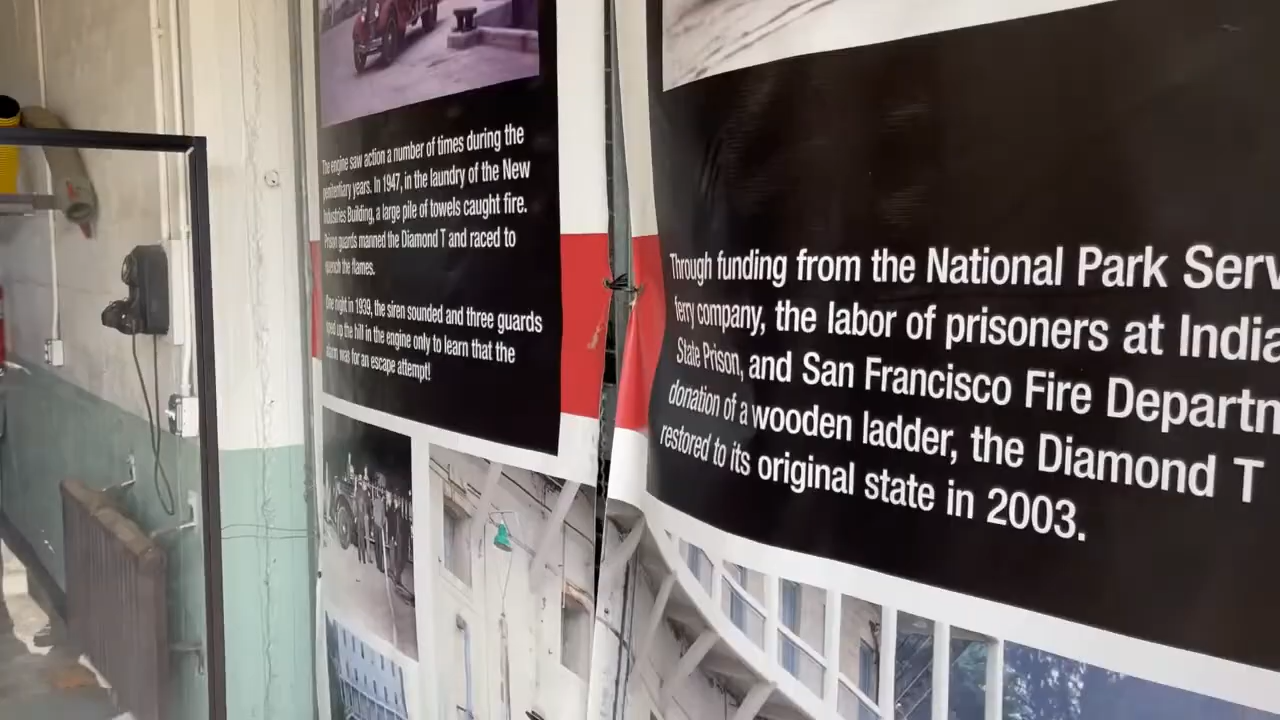 The engine saw action a number of times during the
penitentiary years. In 1947, in the laundry of the New
Industries Building, a large pile of towels caught fire.
Prison guards manned the Diamond T and raced to
quench the flames.
One night in 1939, the siren sounded and three guards
sped up the hill in the engine only to learn that the
alarm was for an escape attempt!
Through funding from the National Park Serv
ferry company, the labor of prisoners at India
State Prison, and San Francisco Fire Departm
donation of a wooden ladder, the Diamond T
restored to its original state in 2003.